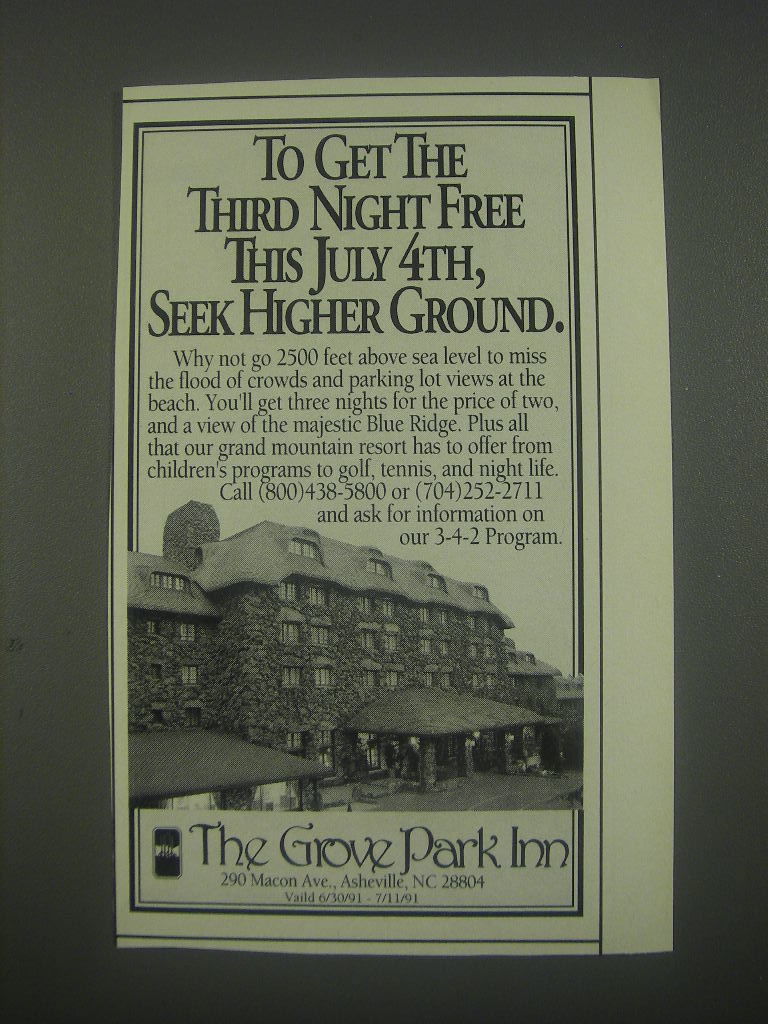 TO GET THE
THIRD NIGHT FREE
THIS JULY 4TH,
SEEK HIGHER GROUND.
Why not go 2500 feet above sea level to miss
the flood of crowds and parking lot views at the
beach. You'll get three nights for the price of two,
and a view of the majestic Blue Ridge. Plus all
that our grand mountain resort has to offer from
children's programs to golf, tennis, and night life.
Call (800)438-5800 or (704)252-2711
and ask for information on
our 3-4-2 Program.
The Grove Park Inn
290 Macon Ave., Asheville, NC 28804
Vaild 6/30/91 - 7/11/91